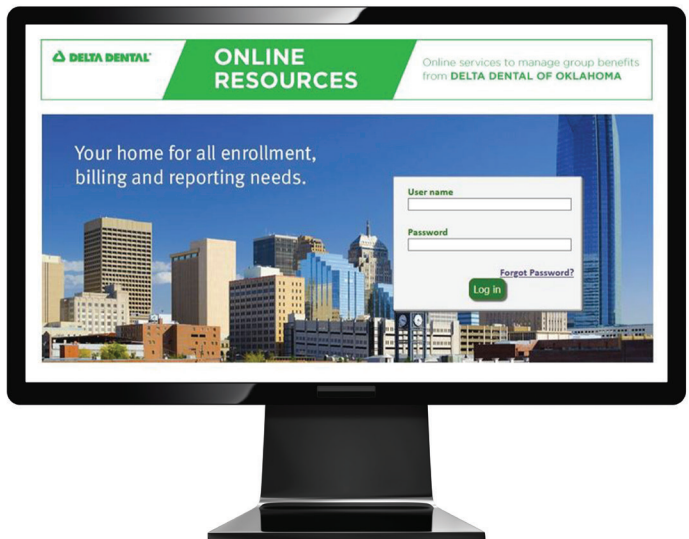 DELTA DENTAL
ONLINE
RESOURCES
Online services to manage group benefits
from DELTA DENTAL OF OKLAHOMA
Your home for all enrollment,
billing and reporting needs.
User name
Password
Forgot Password?
Log in